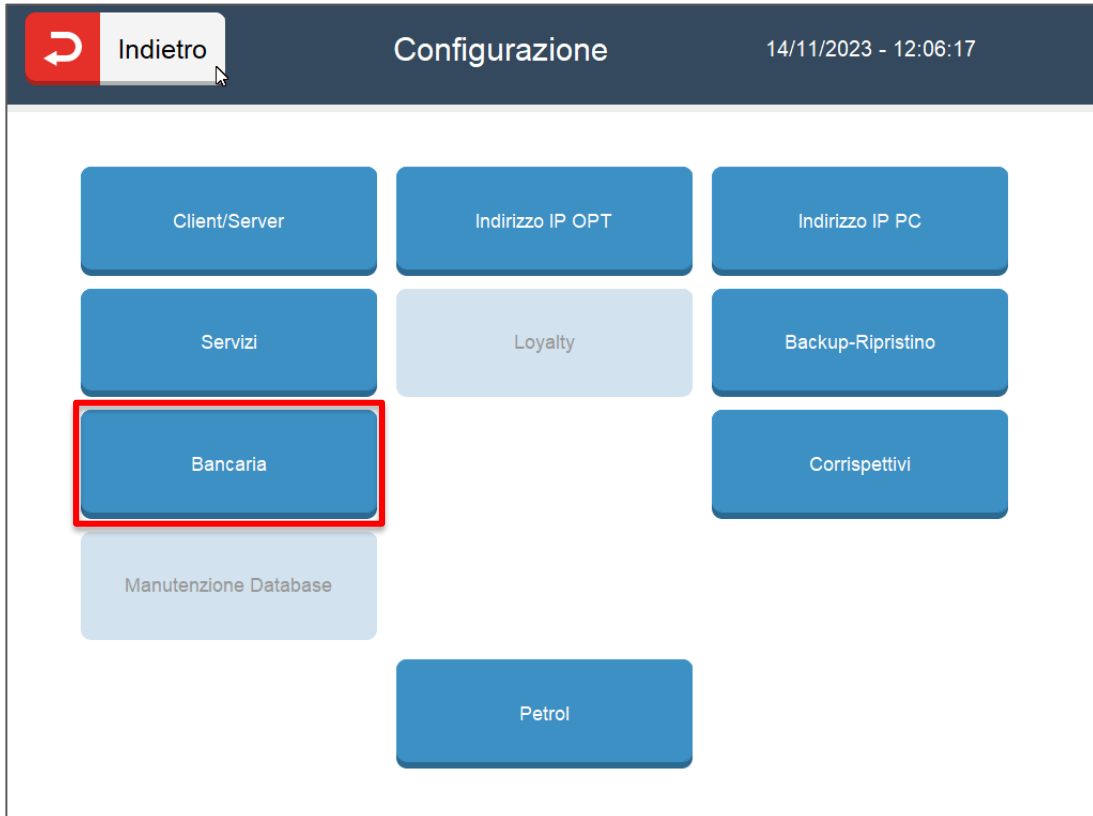 Indietro
Configurazione
14/11/2023 - 12:06:17
Client/Server
Indirizzo IP OPT
Indirizzo IP PC
Servizi
Loyalty
Backup-Ripristino
Bancaria
Corrispettivi
Manutenzione Database
Petrol